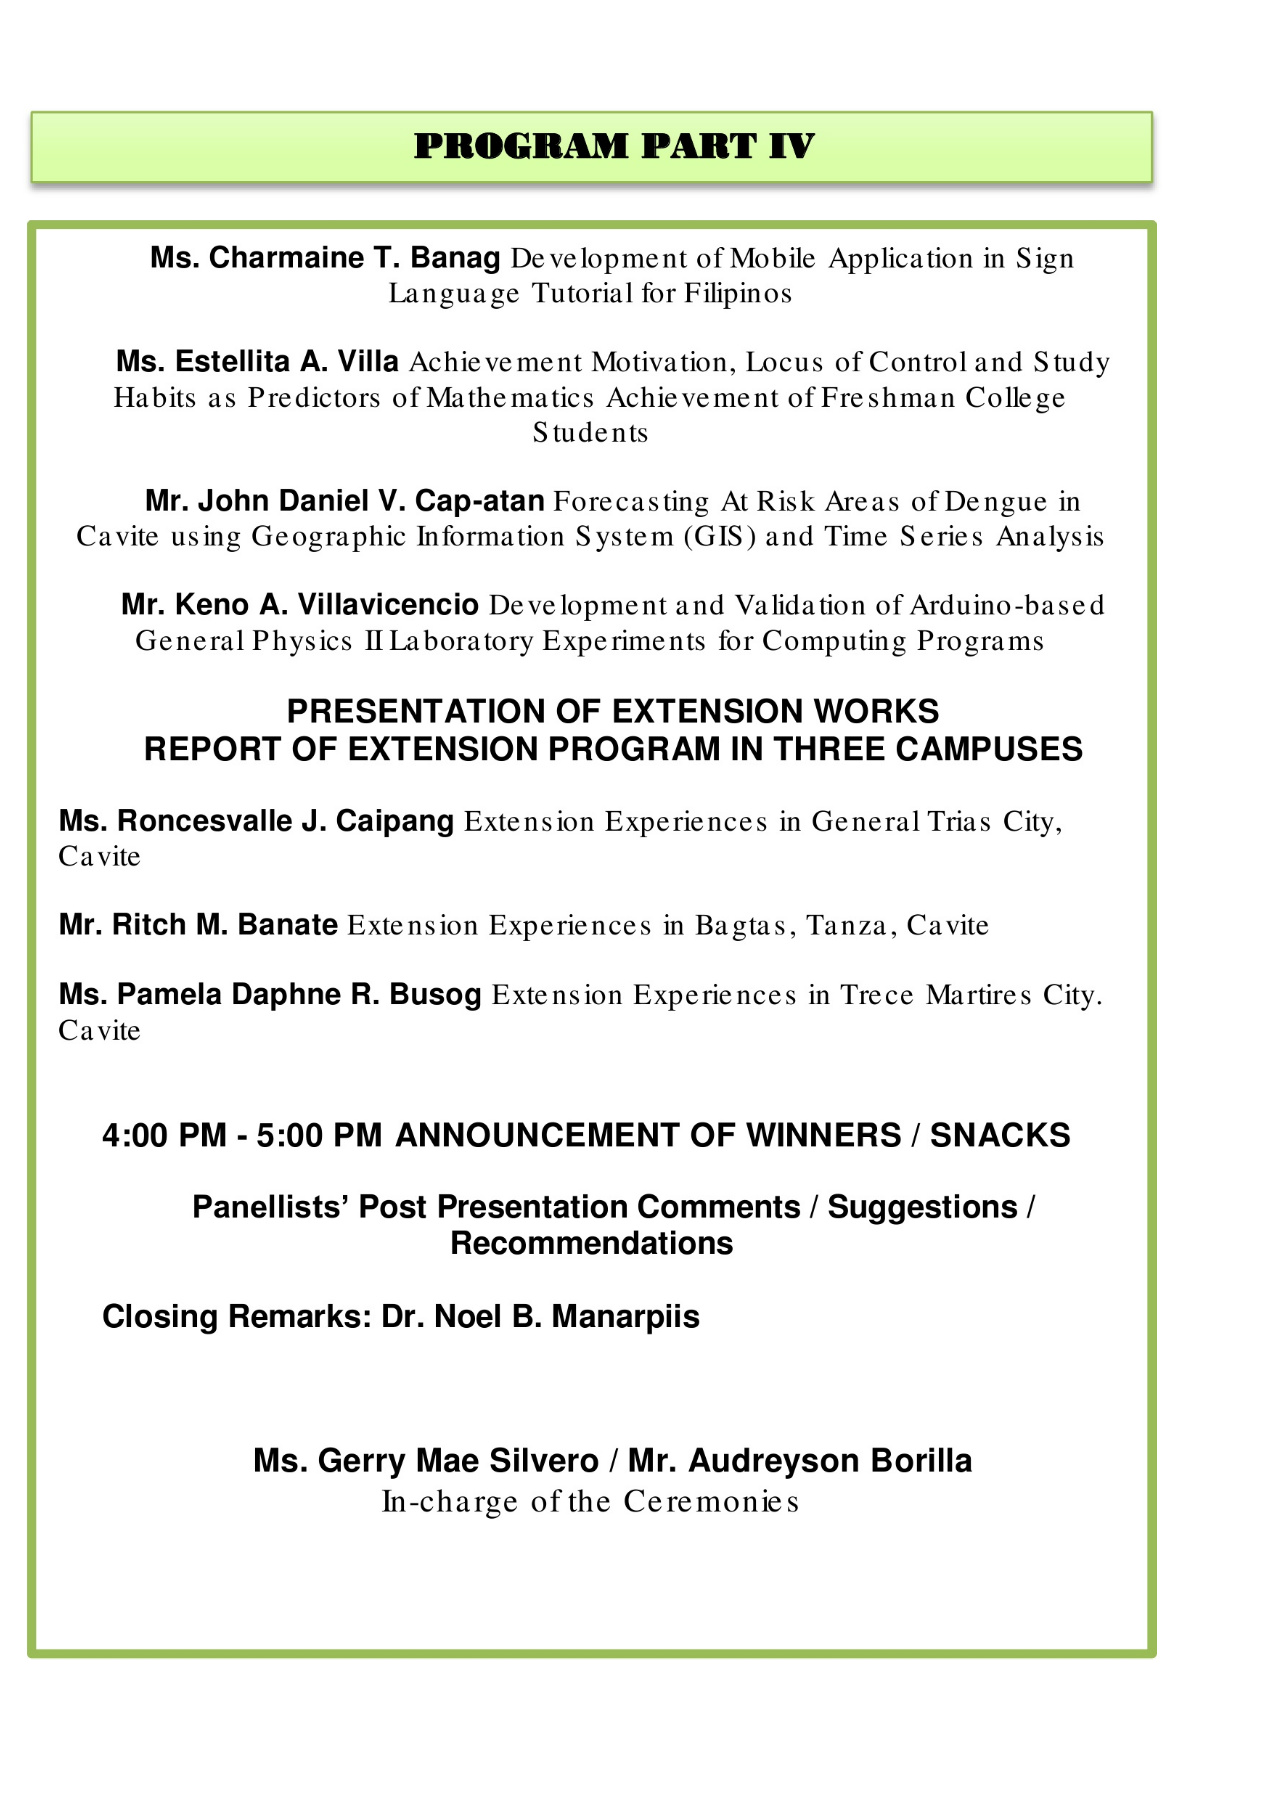 PROGRAM PART IV
Ms. Charmaine T. Banag Development of Mobile Application in Sign
Language Tutorial for Filipinos
Ms. Estellita A. Villa Achievement Motivation, Locus of Control and Study
Habits as Predictors of Mathematics Achievement of Freshman College
Students
Mr. John Daniel V. Cap-atan Forecasting At Risk Areas of Dengue in
Cavite using Geographic Information System (GIS) and Time Series Analysis
Mr. Keno A. Villavicencio Development and Validation of Arduino-based
General Physics II Laboratory Experiments for Computing Programs
PRESENTATION OF EXTENSION WORKS
REPORT OF EXTENSION PROGRAM IN THREE CAMPUSES
Ms. Roncesvalle J. Caipang Extension Experiences in General Trias City,
Cavite
Mr. Ritch M. Banate Extension Experiences in Bagtas, Tanza, Cavite
Ms. Pamela Daphne R. Busog Extension Experiences in Trece Martires City.
Cavite
4:00 PM - 5:00 PM ANNOUNCEMENT OF WINNERS / SNACKS
Panellists’ Post Presentation Comments / Suggestions /
Recommendations
Closing Remarks: Dr. Noel B. Manarpiis
Ms. Gerry Mae Silvero / Mr. Audreyson Borilla
In-charge of the Ceremonies